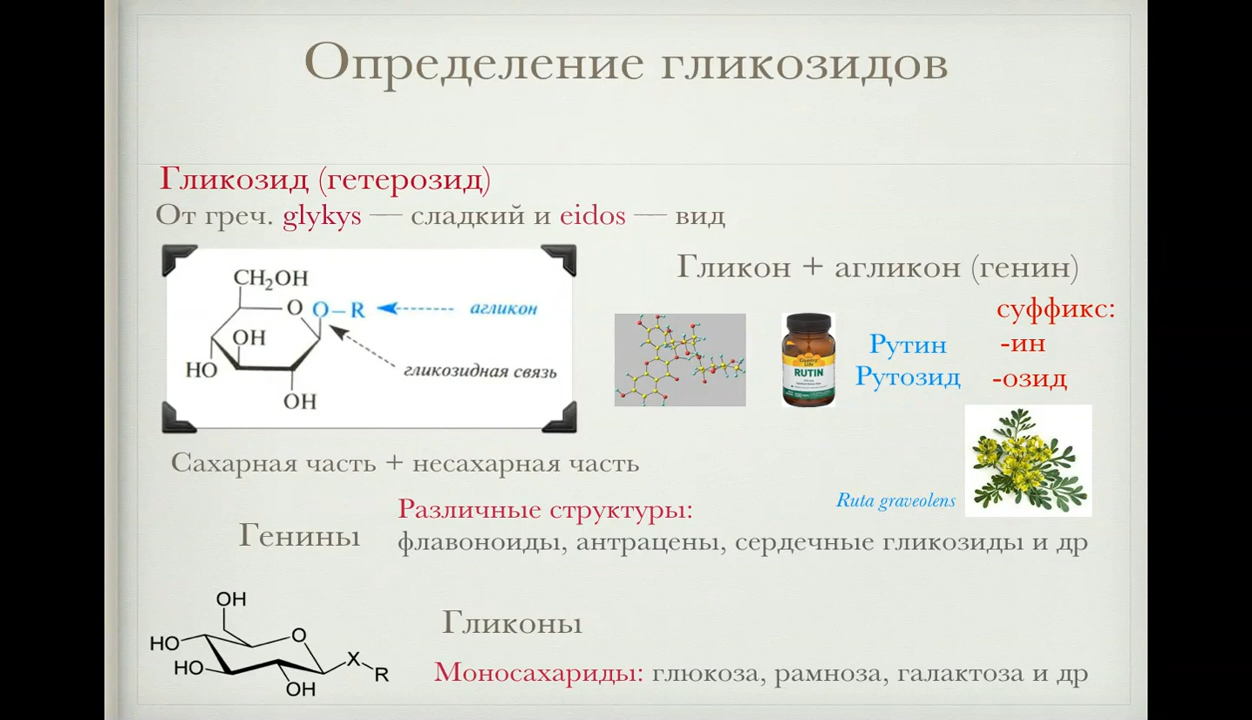 Определение гликозидов
Гликозид (гетерозид)
От греч. glykys — сладкий и eidos — вид
CH₂OH
O
O–R
агликон
OH
HO
гликозидная связь
OH
Гликон + агликон (генин)
суффикс:
Рутин -ин
Рутозид -озид
RUTIN
Ruta graveolens
Сахарная часть + несахарная часть
Генины
Различные структуры:
флавоноиды, антрацены, сердечные гликозиды и др
OH
HO
O
HO
X
R
OH
Гликоны
Моносахариды: глюкоза, рамноза, галактоза и др